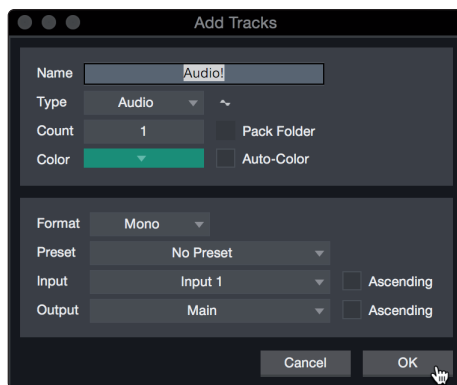 Add Tracks
Name Audio!
Type Audio
Count 1 Pack Folder
Color Auto-Color
Format Mono
Preset No Preset
Input Input 1 Ascending
Output Main Ascending
Cancel OK